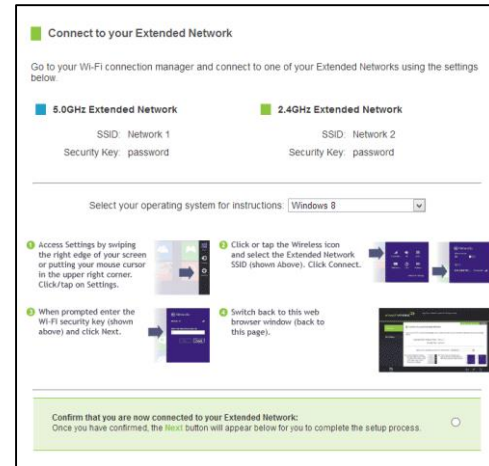 Connect to your Extended Network
Go to your Wi-Fi connection manager and connect to one of your Extended Networks using the settings
below.
5.0GHz Extended Network
SSID: Network 1
Security Key: password
2.4GHz Extended Network
SSID: Network 2
Security Key: password
Select your operating system for instructions: Windows 8
1 Access Settings by swiping
the right edge of your screen
or putting your mouse cursor
in the upper right corner.
Click/tap on Settings.
2 Click or tap the Wireless icon
and select the Extended Network
SSID (shown Above). Click Connect.
3 When prompted enter the
Wi-Fi security key (shown
above) and click Next.
4 Switch back to this web
browser window (back to
this page).
Confirm that you are now connected to your Extended Network:
Once you have confirmed, the Next button will appear below for you to complete the setup process.